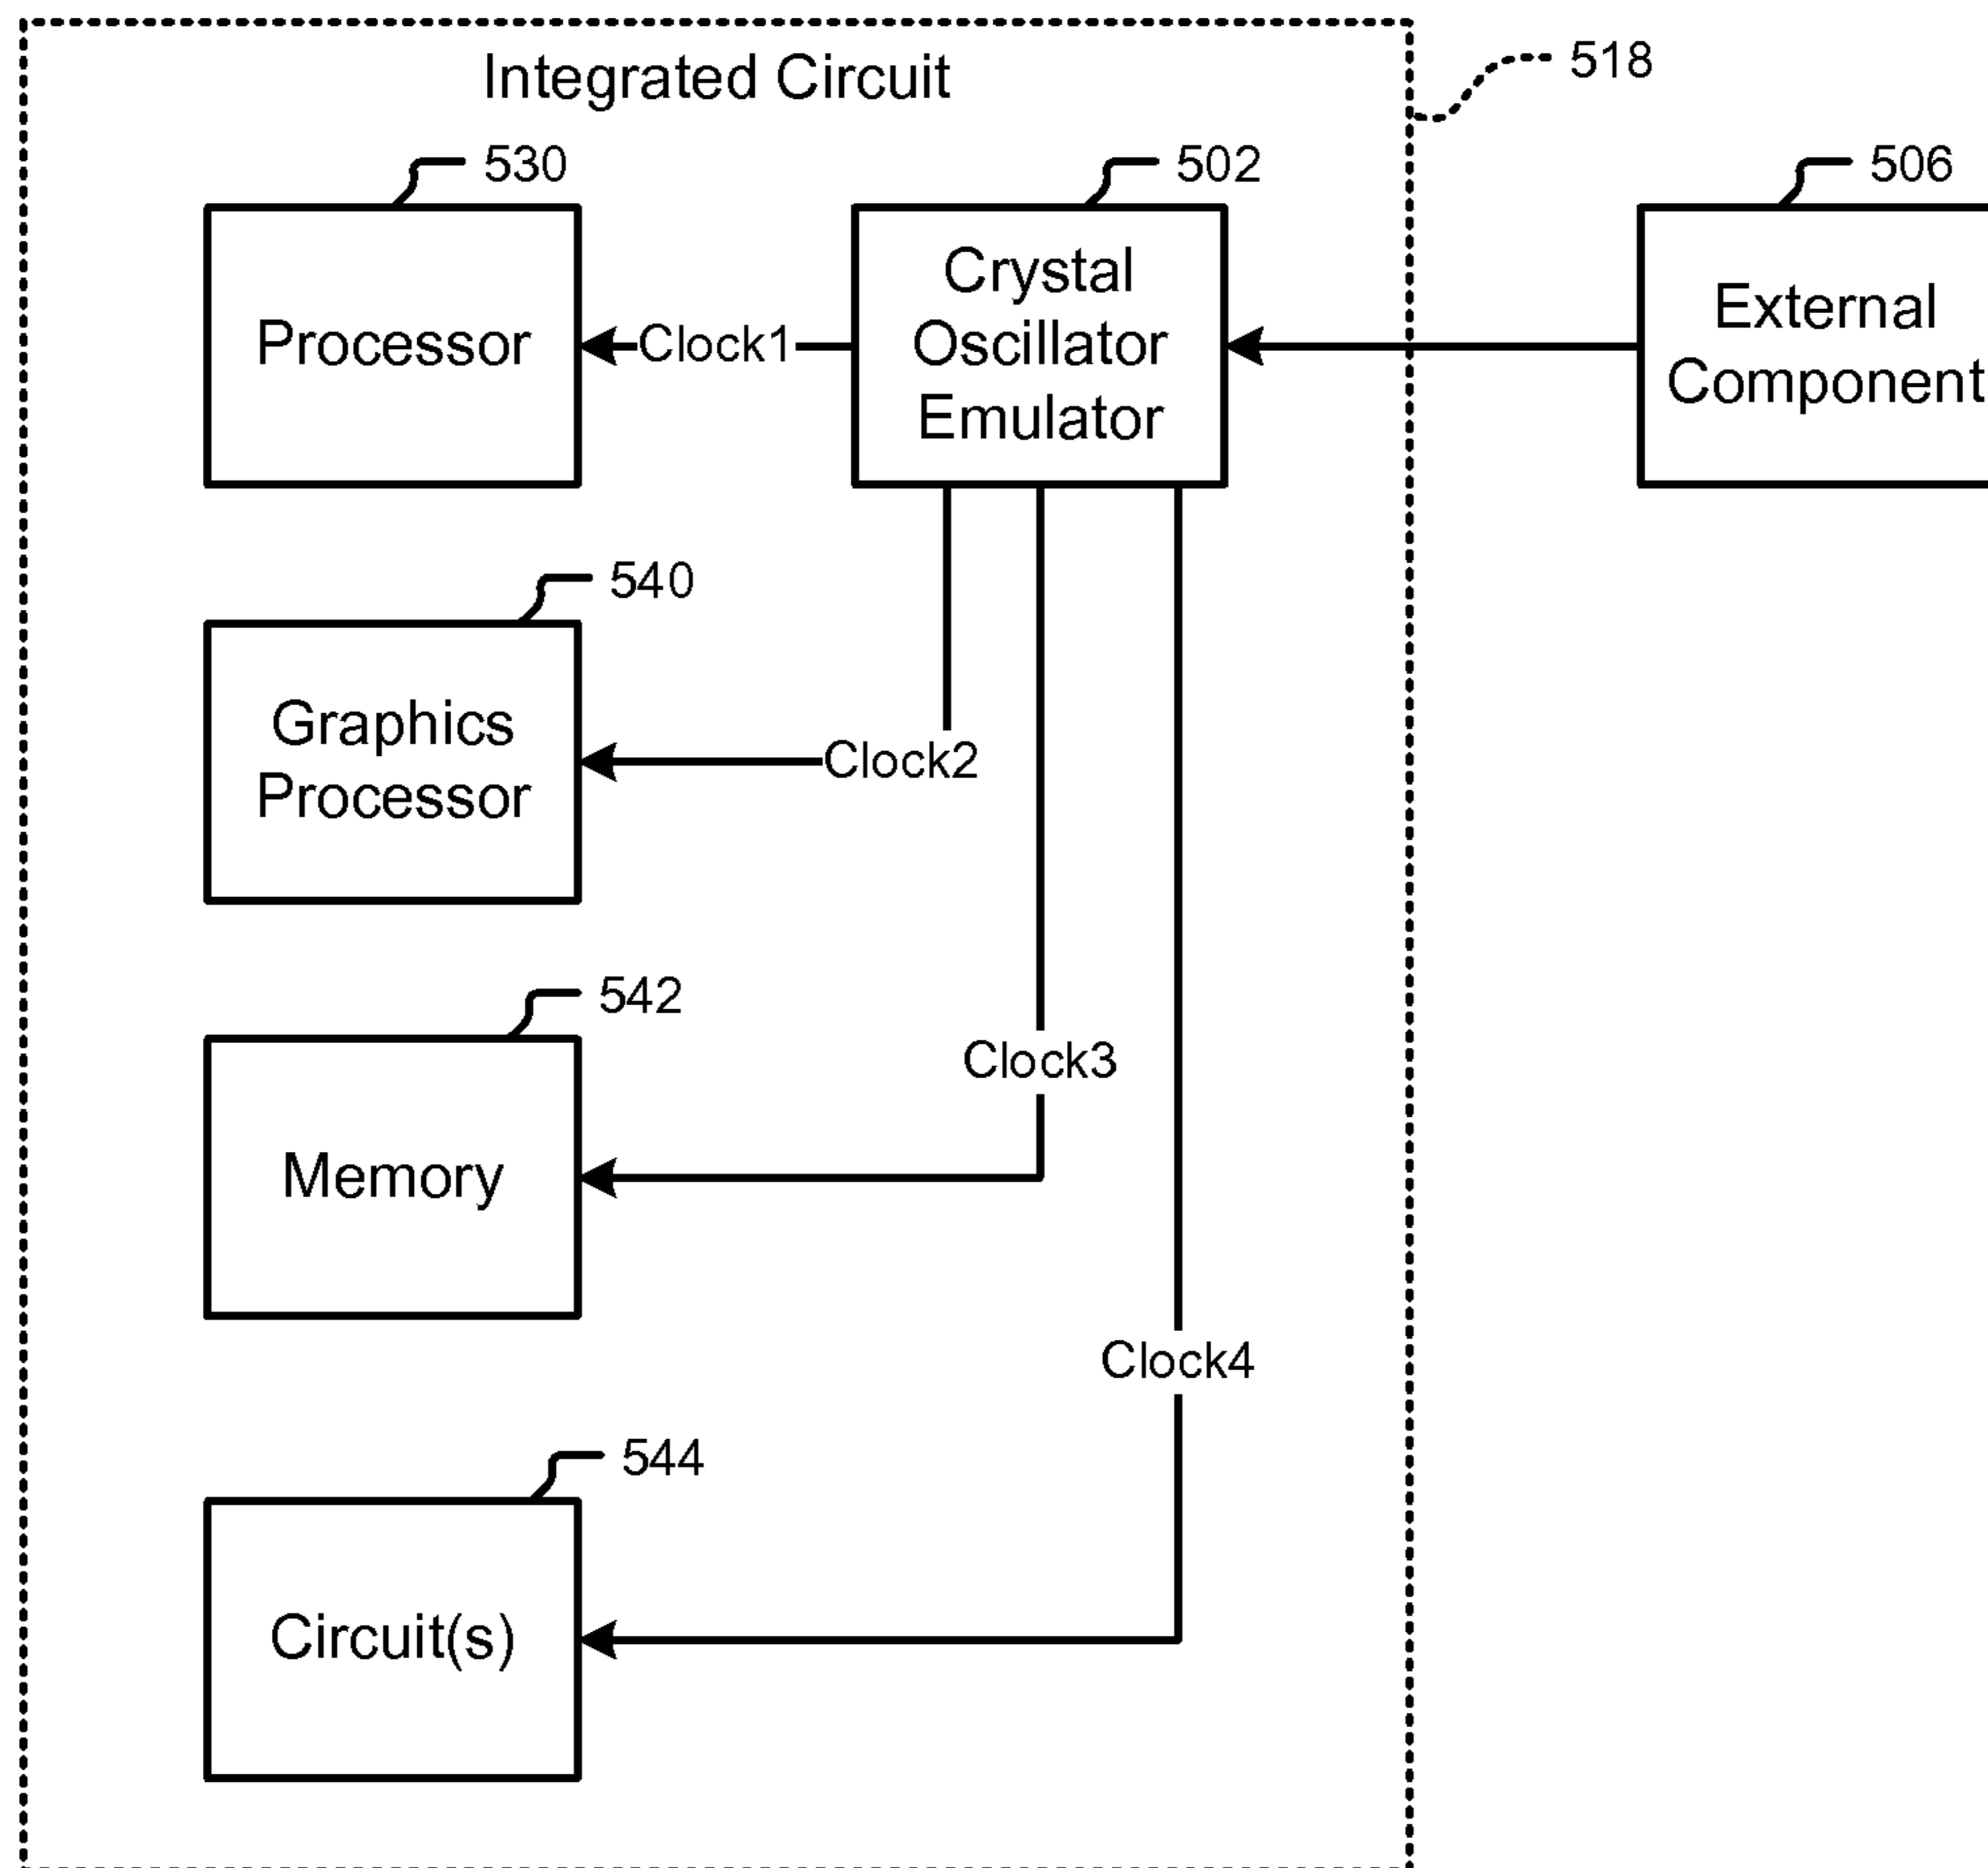 Integrated Circuit
518
530
502
506
Processor
Clock1
Crystal
Oscillator
Emulator
External
Component
540
Graphics
Processor
Clock2
542
Memory
Clock3
Clock4
544
Circuit(s)